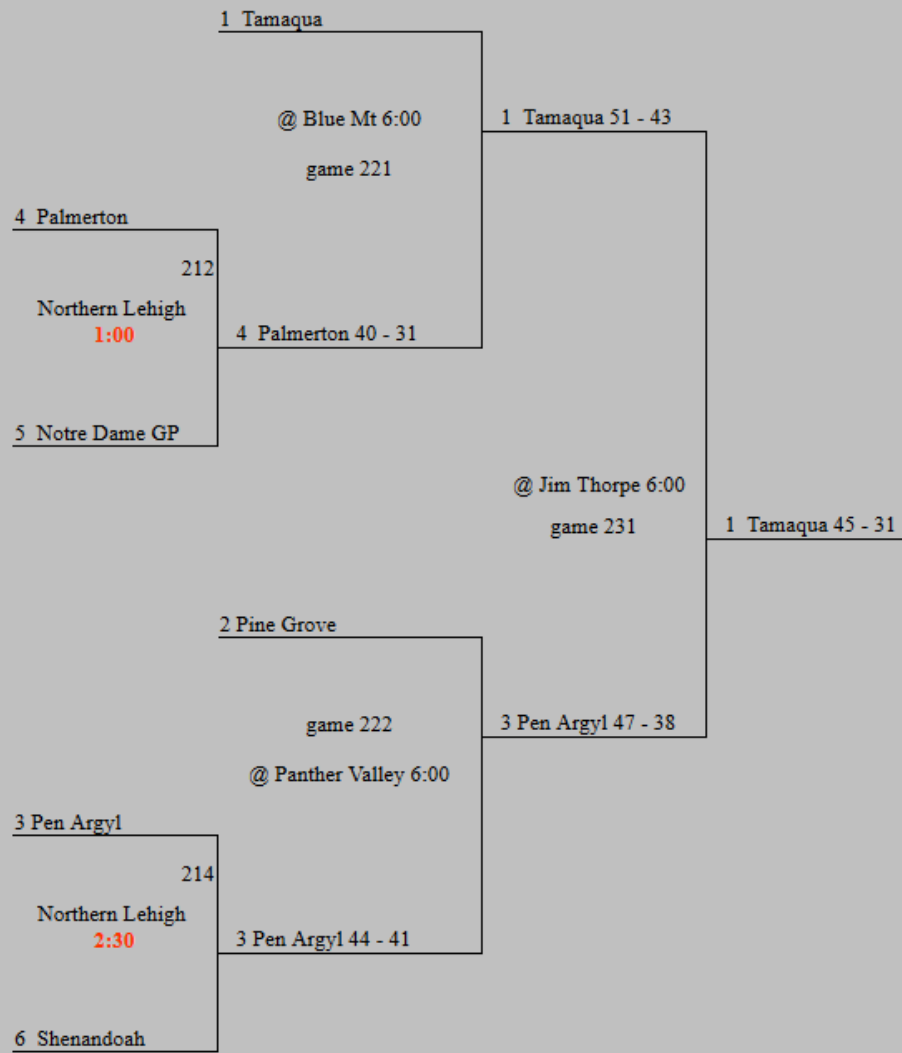 1 Tamaqua
@ Blue Mt 6:00
1 Tamaqua 51 - 43
game 221
4 Palmerton
212
Northern Lehigh
1:00
4 Palmerton 40 - 31
5 Notre Dame GP
@ Jim Thorpe 6:00
game 231
1 Tamaqua 45 - 31
2 Pine Grove
game 222
3 Pen Argyl 47 - 38
@ Panther Valley 6:00
3 Pen Argyl
214
Northern Lehigh
2:30
3 Pen Argyl 44 - 41
6 Shenandoah